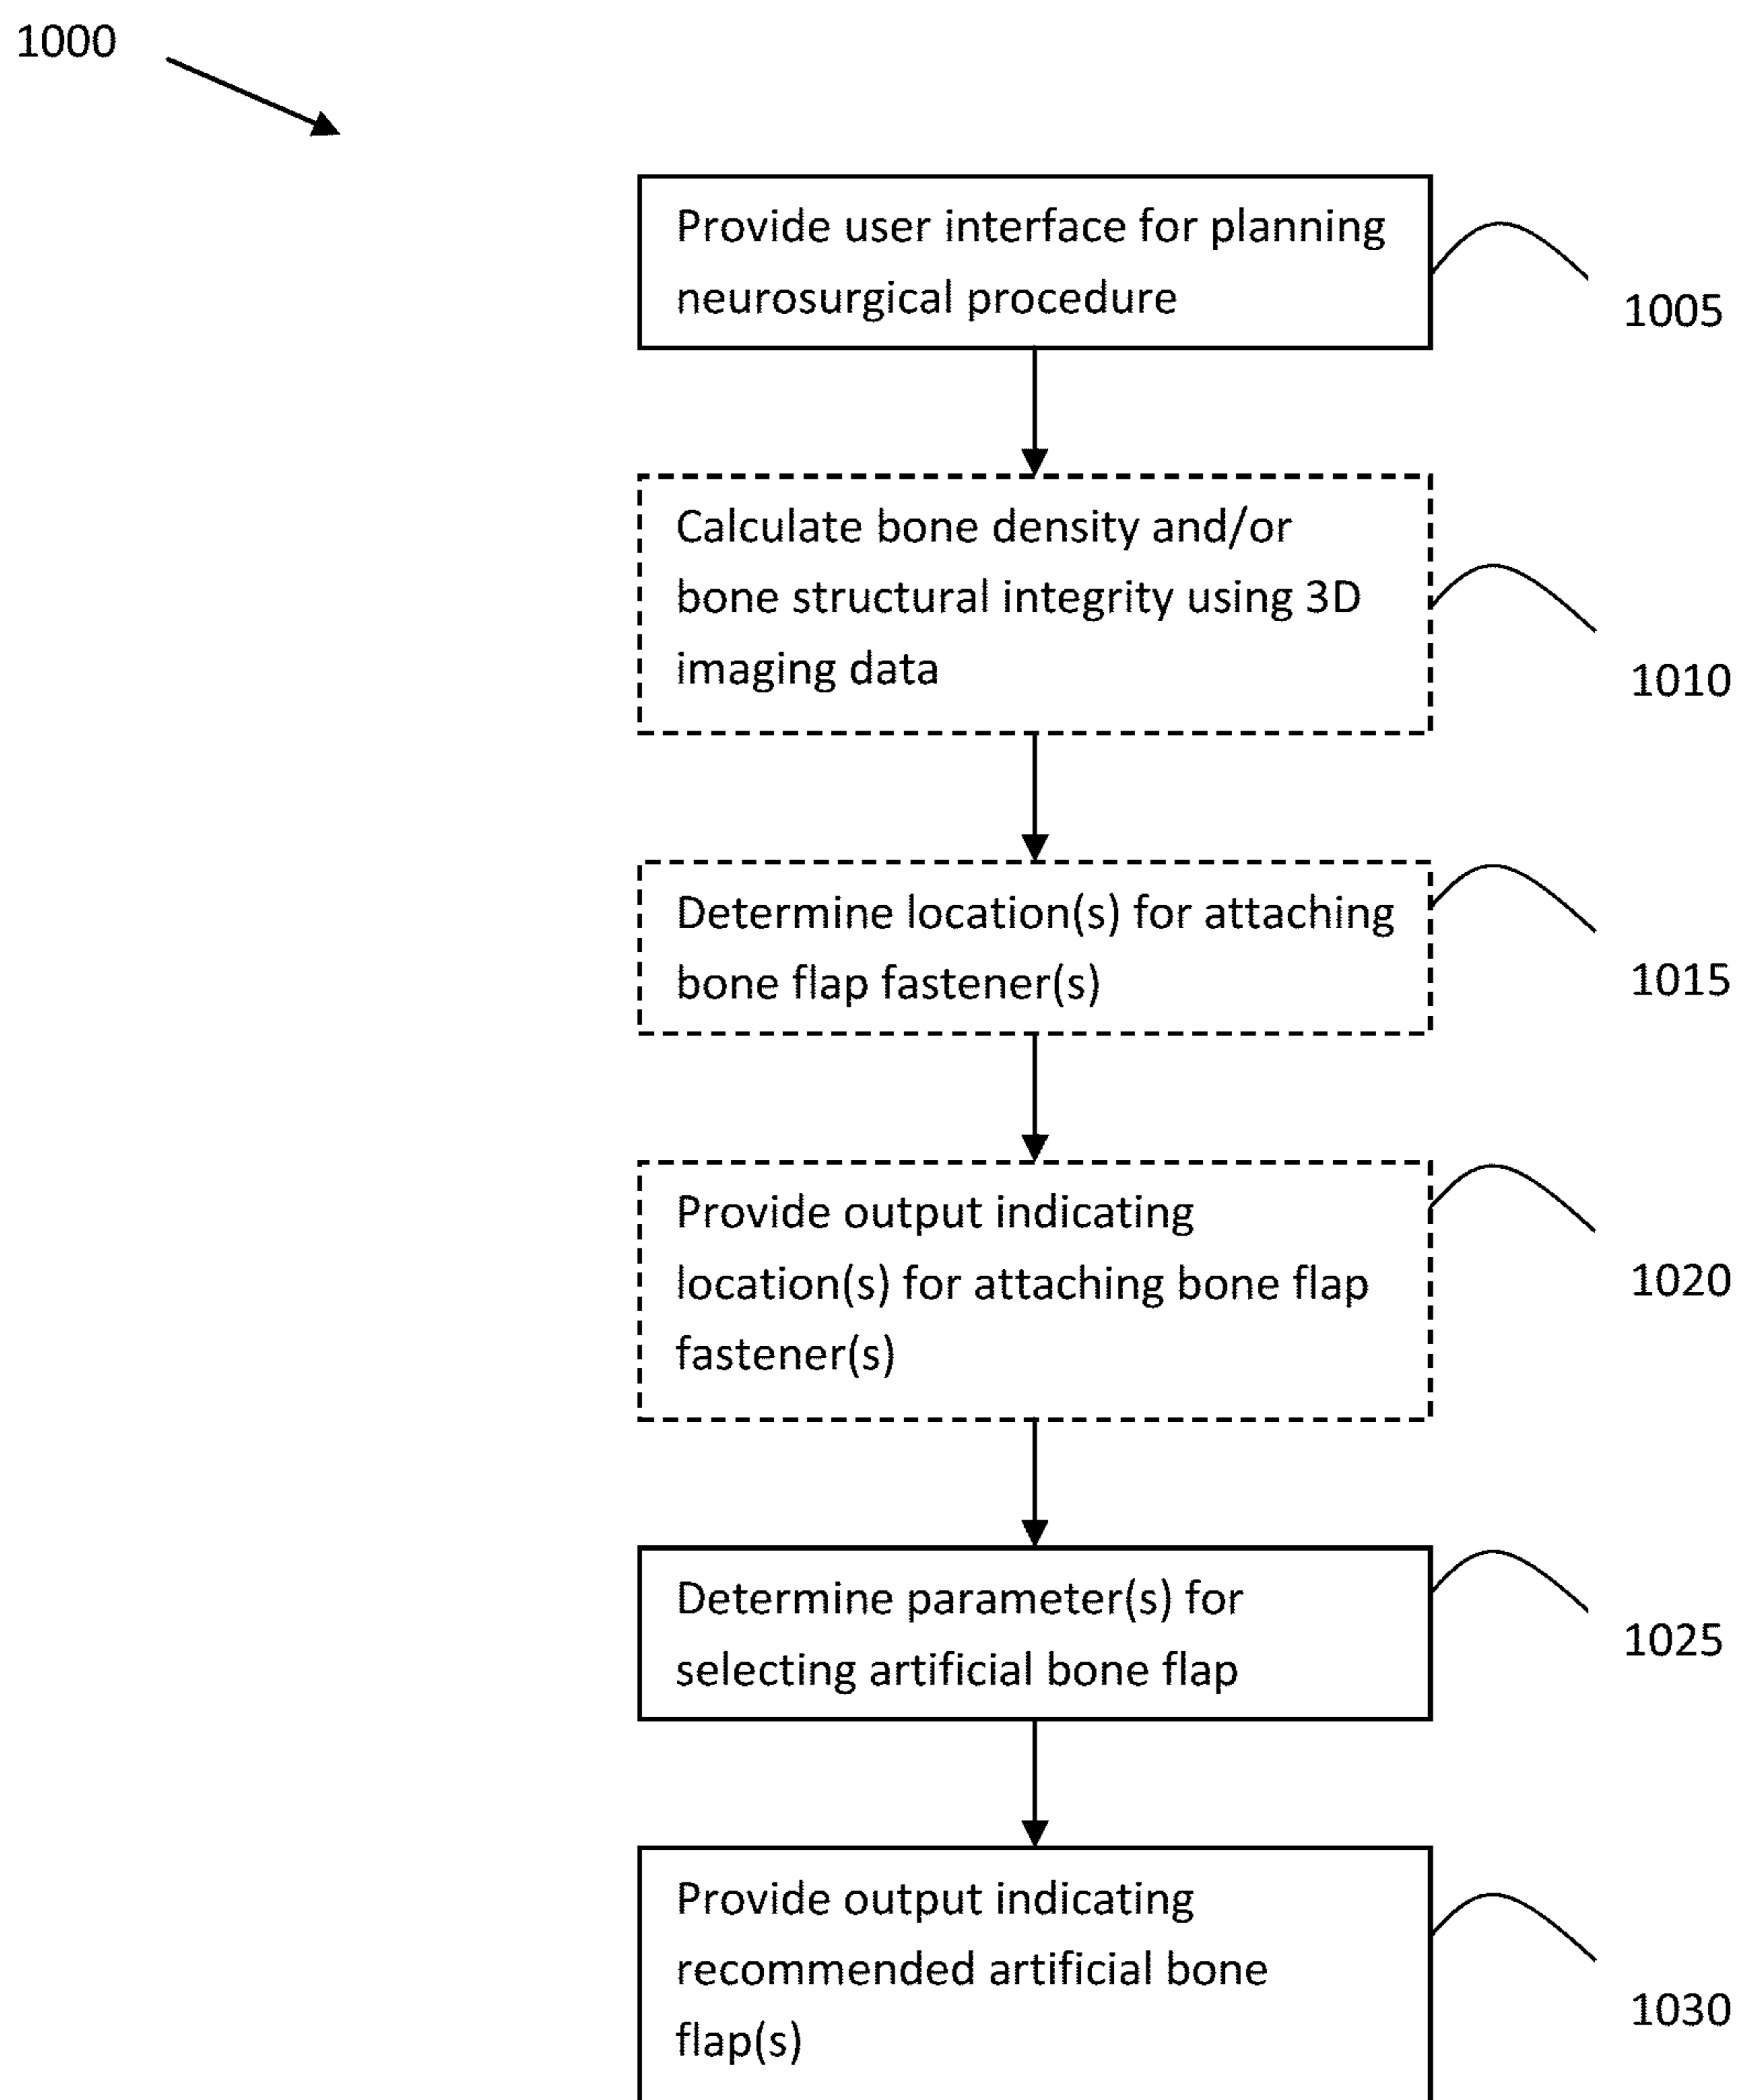 1000
Provide user interface for planning
neurosurgical procedure
1005
Calculate bone density and/or
bone structural integrity using 3D
imaging data
1010
Determine location(s) for attaching
bone flap fastener(s)
1015
Provide output indicating
location(s) for attaching bone flap
fastener(s)
1020
Determine parameter(s) for
selecting artificial bone flap
1025
Provide output indicating
recommended artificial bone
flap(s)
1030